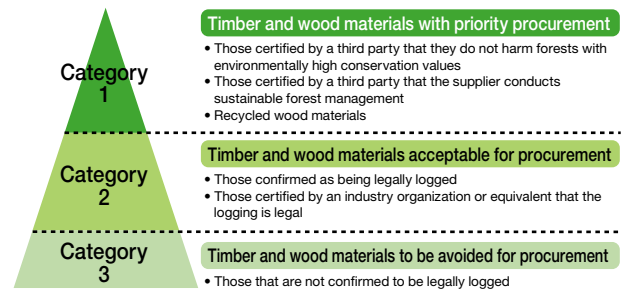 Category
1
Timber and wood materials with priority procurement
• Those certified by a third party that they do not harm forests with
environmentally high conservation values
• Those certified by a third party that the supplier conducts
sustainable forest management
• Recycled wood materials
Category
2
Timber and wood materials acceptable for procurement
• Those confirmed as being legally logged
• Those certified by an industry organization or equivalent that the
logging is legal
Category
3
Timber and wood materials to be avoided for procurement
• Those that are not confirmed to be legally logged